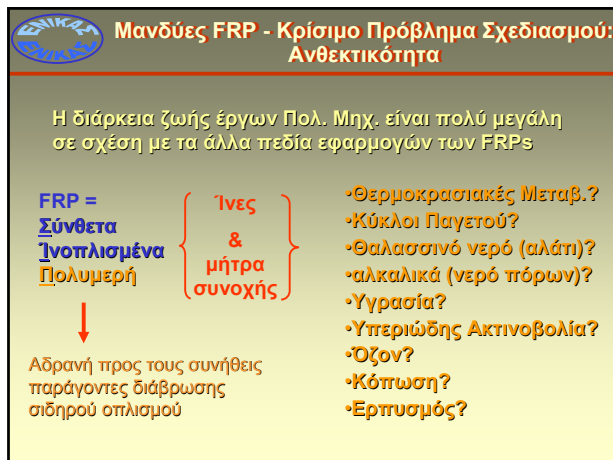 ΕΝΙΚΑΣ
ΕΝΙΚΑΣ
Μανδύες FRP - Κρίσιμο Πρόβλημα Σχεδιασμού:
Ανθεκτικότητα
Η διάρκεια ζωής έργων Πολ. Μηχ. είναι πολύ μεγάλη
σε σχέση με τα άλλα πεδία εφαρμογών των FRPs
FRP =
Σύνθετα
Ίνοπλισμένα
Πολυμερή
Ίνες
&
μήτρα
συνοχής
Αδρανή προς τους συνήθεις
παράγοντες διάβρωσης
σιδηρού οπλισμού
•Θερμοκρασιακές Μεταβ.?
•Κύκλοι Παγετού?
•Θαλασσινό νερό (αλάτι)?
•αλκαλικά (νερό πόρων)?
•Υγρασία?
•Υπεριώδης Ακτινοβολία?
•Όζον?
•Κόπωση?
•Ερπυσμός?